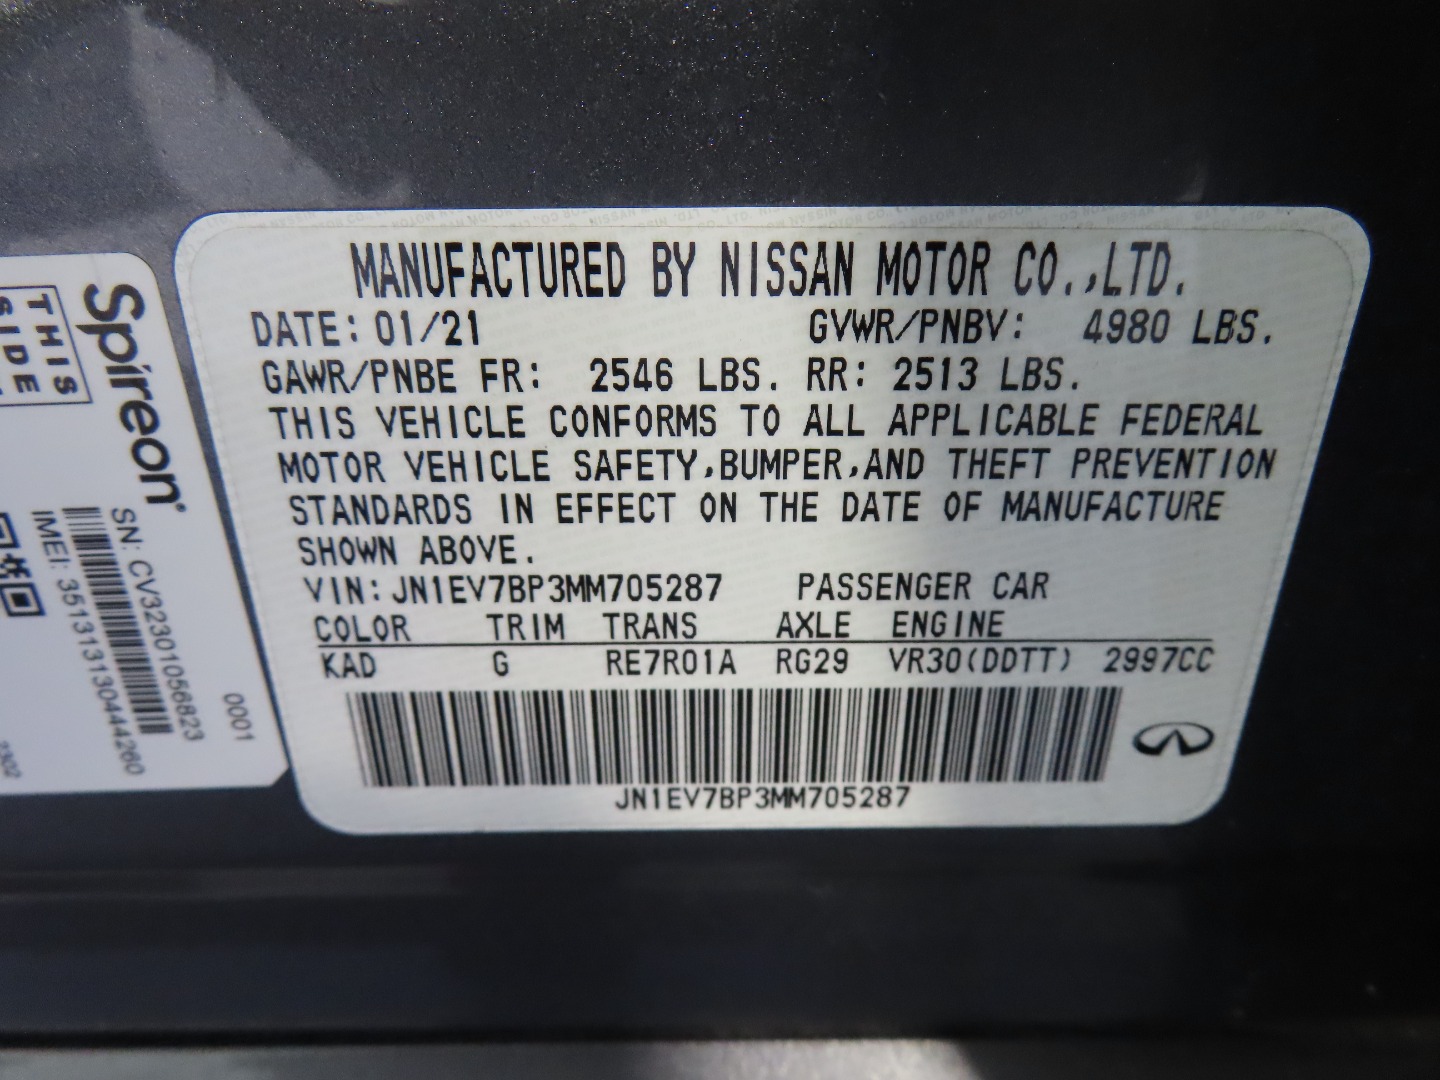 MANUFACTURED BY NISSAN MOTOR CO.,LTD.
DATE: 01/21 GVWR/PNBV: 4980 LBS.
GAWR/PNBE FR: 2546 LBS. RR: 2513 LBS.
THIS VEHICLE CONFORMS TO ALL APPLICABLE FEDERAL
MOTOR VEHICLE SAFETY,BUMPER,AND THEFT PREVENTION
STANDARDS IN EFFECT ON THE DATE OF MANUFACTURE
SHOWN ABOVE.
VIN: JN1EV7BP3MM705287 PASSENGER CAR
COLOR TRIM TRANS AXLE ENGINE
KAD G RE7R01A RG29 VR30(DDTT) 2997CC
JN1EV7BP3MM705287
Spireon
THIS
SIDE
SN: CV32301056823
IMEI: 351313130444260
0001
2302